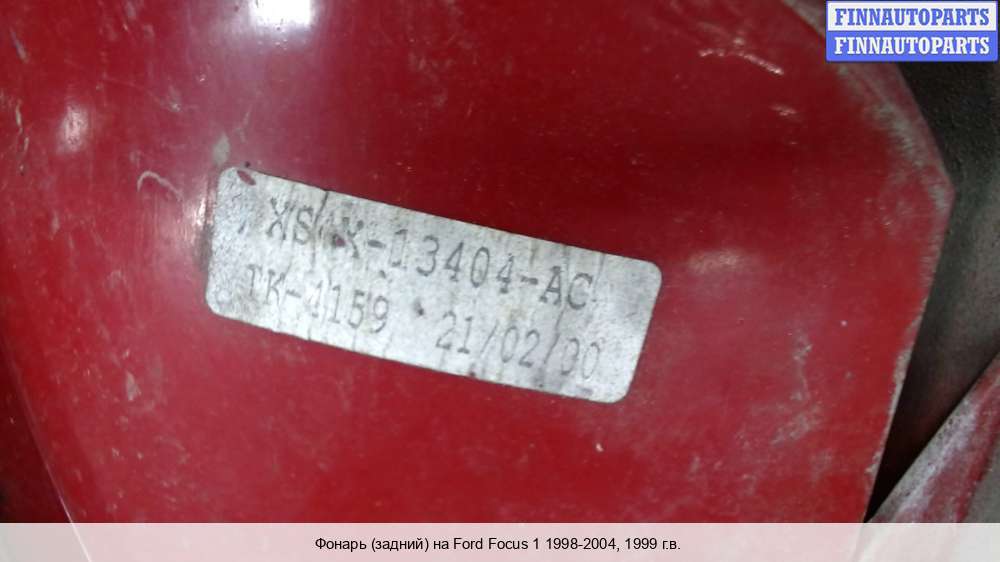 FINNAUTOPARTS
FINNAUTOPARTS
XS4X-13404-AC
TK-4159 21/02/00
Фонарь (задний) на Ford Focus 1 1998-2004, 1999 г.в.